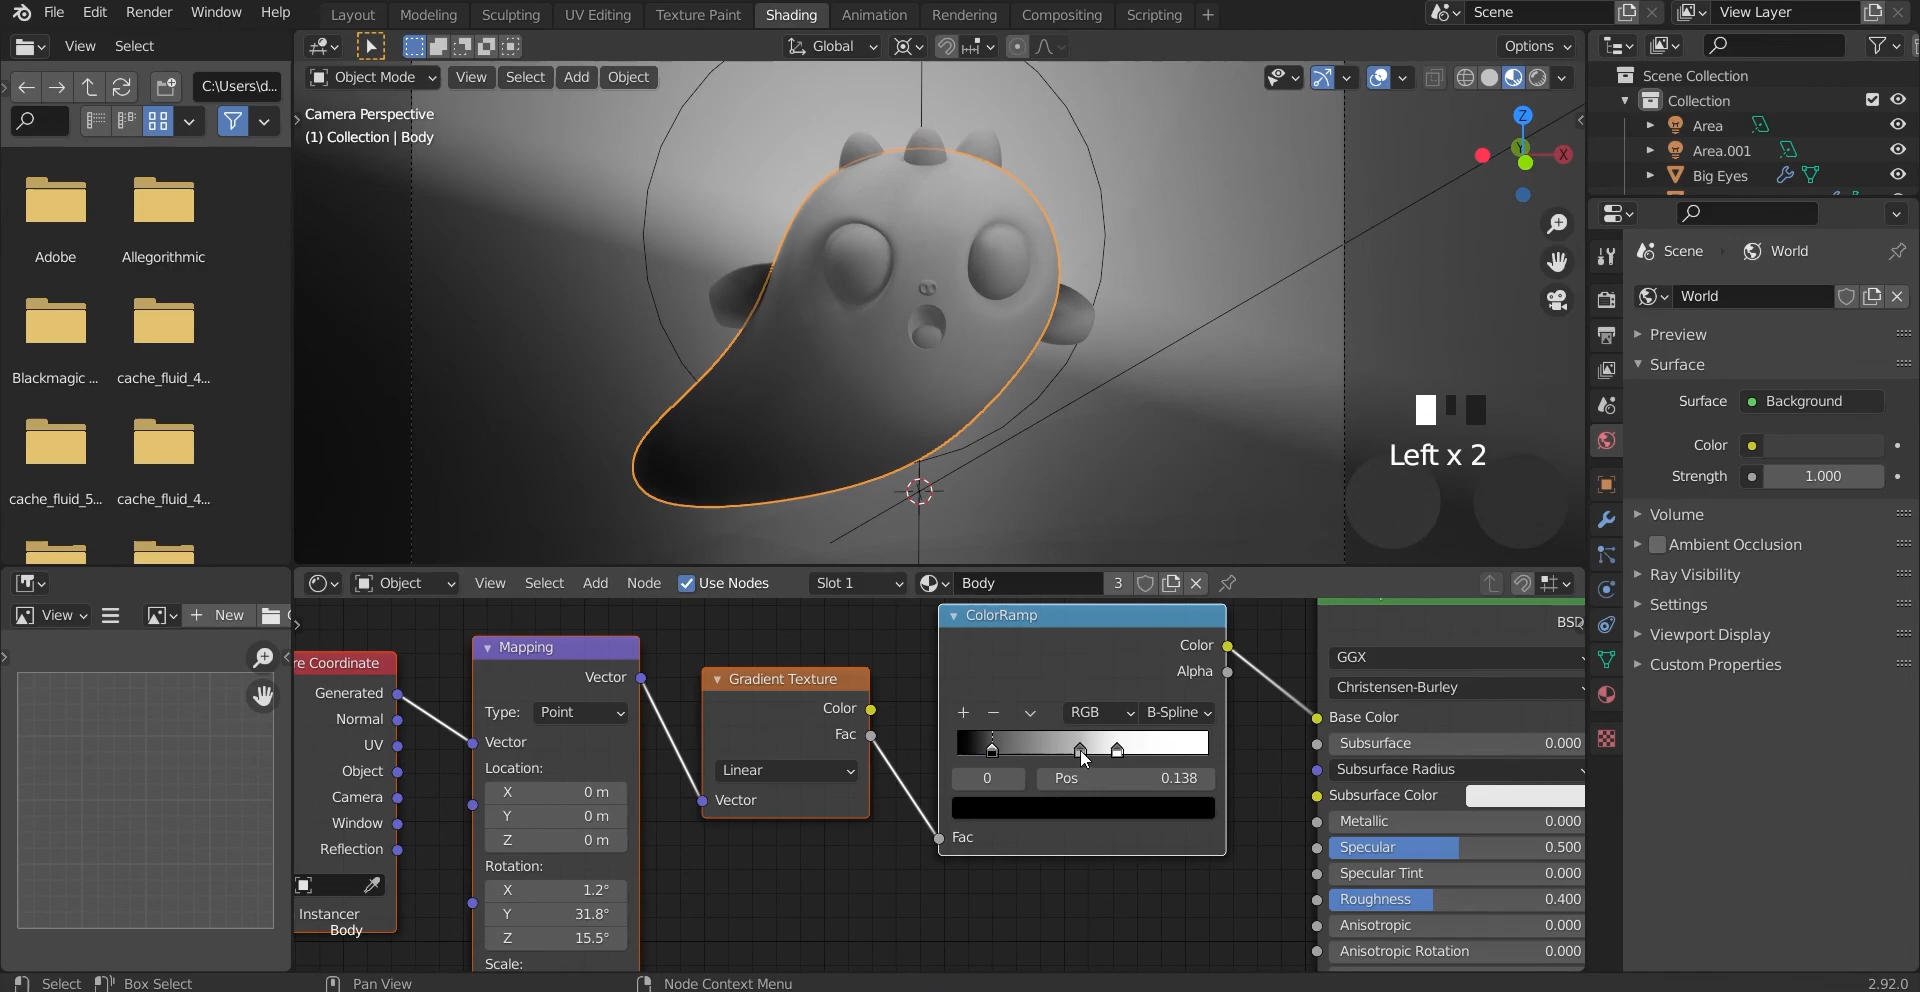 File Edit Render Window Help Layout Modeling Sculpting UV Editing Texture Paint Shading Animation Rendering Compositing Scripting + Scene View Layer
View Select Global Options
C:\Users\d...
Object Mode View Select Add Object
Camera Perspective
(1) Collection | Body
Z
Y
X
Left x 2
Adobe
Allegorithmic
Blackmagic ...
cache_fluid_4...
cache_fluid_5...
cache_fluid_4...
Scene Collection
Collection
Area
Area.001
Big Eyes
Scene World
World
Preview
Surface
Surface Background
Color
Strength 1.000
Volume
Ambient Occlusion
Ray Visibility
Settings
Viewport Display
Custom Properties
View + New
Object View Select Add Node Use Nodes Slot 1 Body 3
re Coordinate
Generated
Normal
UV
Object
Camera
Window
Reflection
Instancer
Body
Mapping
Vector
Type: Point
Vector
Location:
X 0 m
Y 0 m
Z 0 m
Rotation:
X 1.2°
Y 31.8°
Z 15.5°
Scale:
Gradient Texture
Color
Fac
Linear
Vector
ColorRamp
Color
Alpha
+ − RGB B-Spline
0 Pos 0.138
Fac
BSD
GGX
Christensen-Burley
Base Color
Subsurface 0.000
Subsurface Radius
Subsurface Color
Metallic 0.000
Specular 0.500
Specular Tint 0.000
Roughness 0.400
Anisotropic 0.000
Anisotropic Rotation 0.000
Select Box Select Pan View Node Context Menu 2.92.0